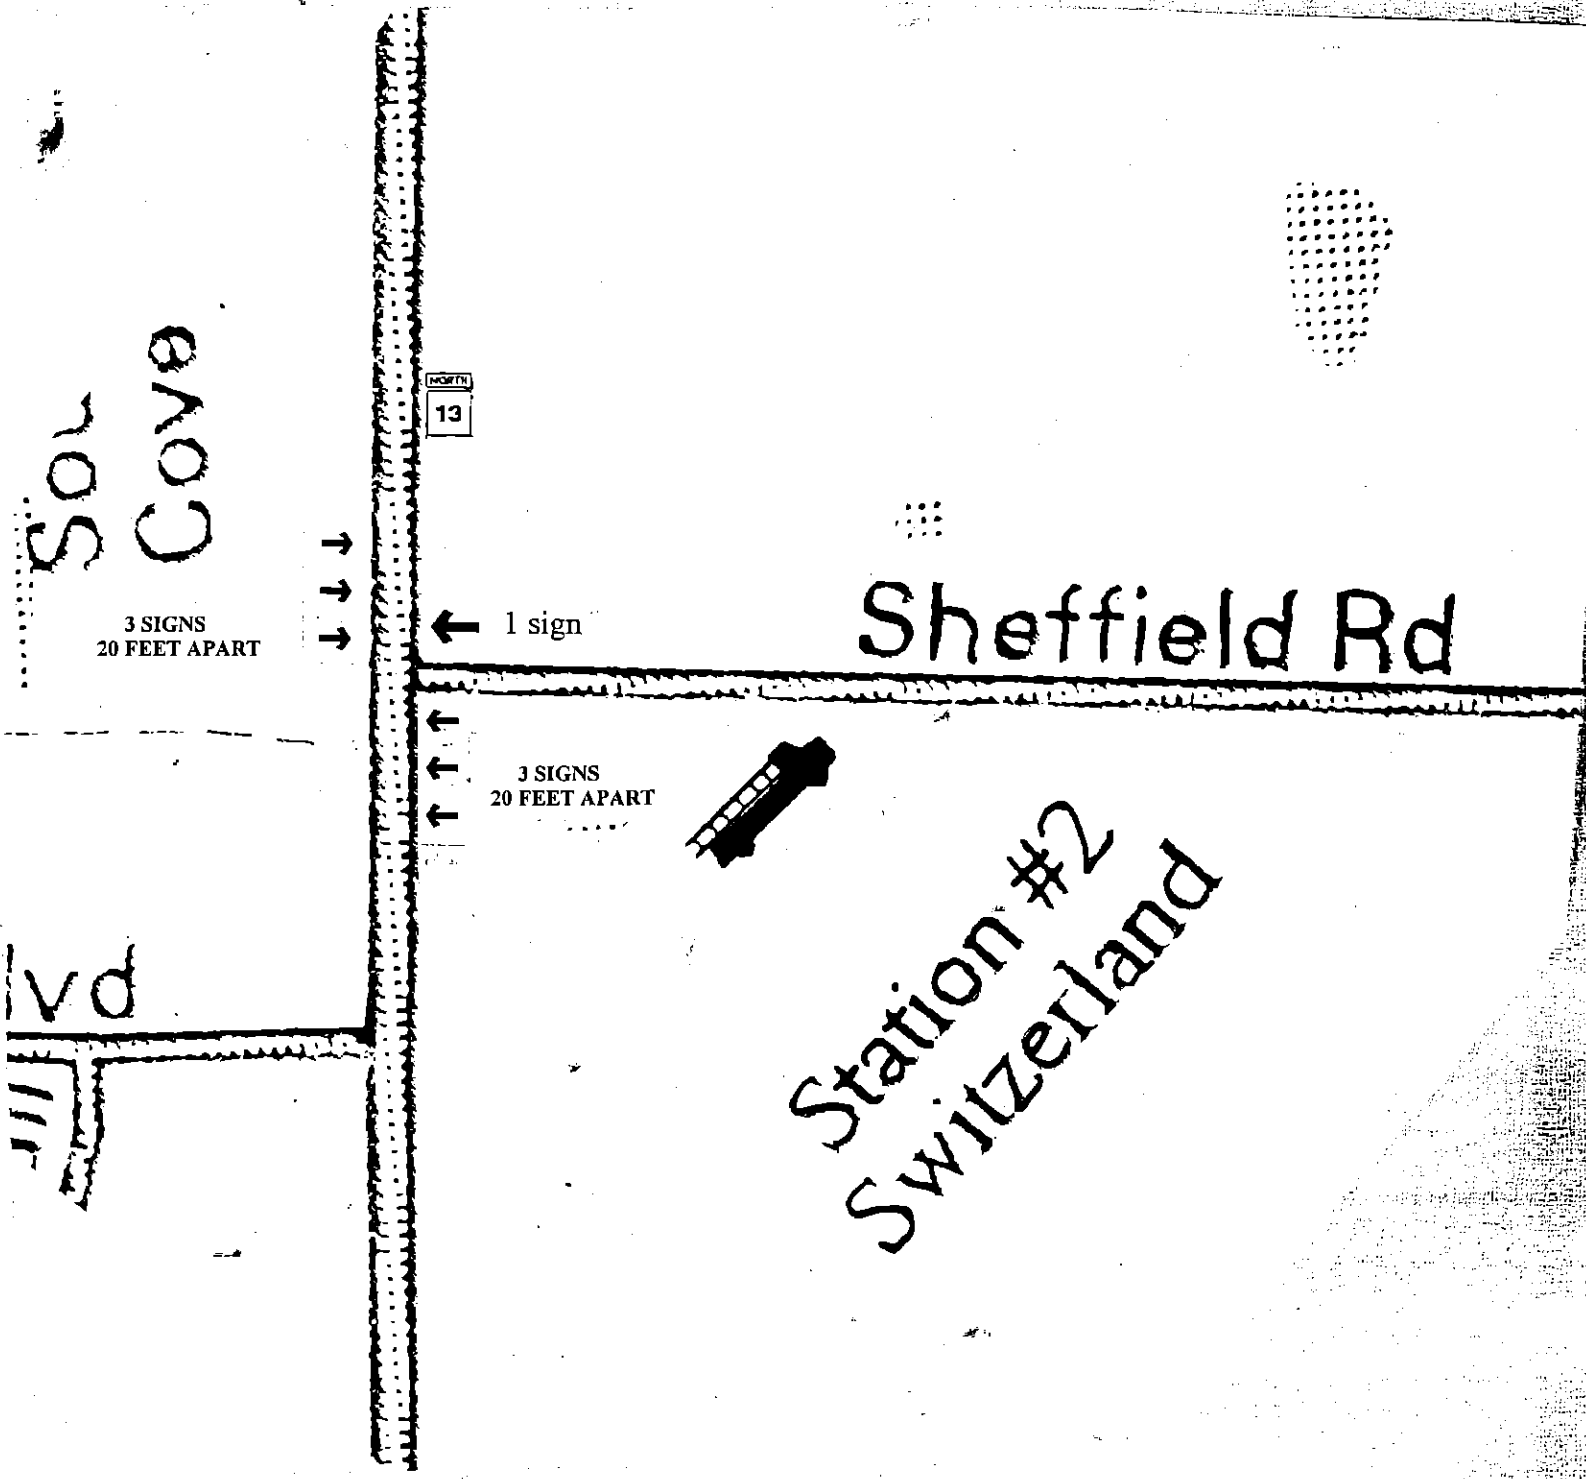 Cove
NORTH
13
3 SIGNS
20 FEET APART
1 sign
Sheffield Rd
3 SIGNS
20 FEET APART
Station #2
Switzerland
lvd